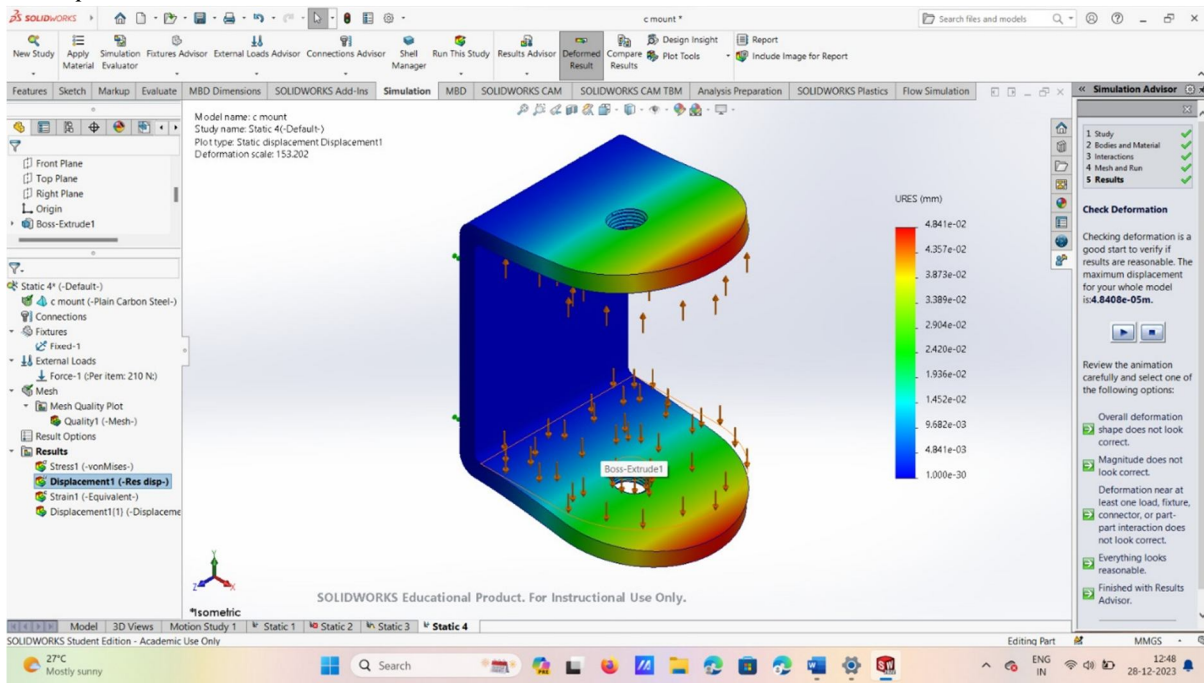 SOLIDWORKS
c mount *
Search files and models
New Study
Apply Material
Simulation Evaluator
Fixtures Advisor
External Loads Advisor
Connections Advisor
Shell Manager
Run This Study
Results Advisor
Deformed Result
Compare Results
Design Insight
Plot Tools
Report
Include Image for Report
Features Sketch Markup Evaluate MBD Dimensions SOLIDWORKS Add-Ins Simulation MBD SOLIDWORKS CAM SOLIDWORKS CAM TBM Analysis Preparation SOLIDWORKS Plastics Flow Simulation
Front Plane
Top Plane
Right Plane
Origin
Boss-Extrude1
Static 4* (-Default-)
c mount (-Plain Carbon Steel-)
Connections
Fixtures
Fixed-1
External Loads
Force-1 (:Per item: 210 N:)
Mesh
Mesh Quality Plot
Quality1 (-Mesh-)
Result Options
Results
Stress1 (-vonMises-)
Displacement1 (-Res disp-)
Strain1 (-Equivalent-)
Displacement1(1) (-Displaceme
Model name: c mount
Study name: Static 4(-Default-)
Plot type: Static displacement Displacement1
Deformation scale: 153.202
Boss-Extrude1
URES (mm)
4.841e-02
4.357e-02
3.873e-02
3.389e-02
2.904e-02
2.420e-02
1.936e-02
1.452e-02
9.682e-03
4.841e-03
1.000e-30
Y
Z
X
*Isometric
SOLIDWORKS Educational Product. For Instructional Use Only.
Simulation Advisor
1 Study
2 Bodies and Material
3 Interactions
4 Mesh and Run
5 Results
Check Deformation
Checking deformation is a
good start to verify if
results are reasonable. The
maximum displacement
for your whole model
is:4.8408e-05m.
Review the animation
carefully and select one of
the following options:
Overall deformation
shape does not look
correct.
Magnitude does not
look correct.
Deformation near at
least one load, fixture,
connector, or part-
part interaction does
not look correct.
Everything looks
reasonable.
Finished with Results
Advisor.
Model 3D Views Motion Study 1 Static 1 Static 2 Static 3 Static 4
SOLIDWORKS Student Edition - Academic Use Only
Editing Part
MMGS
27°C
Mostly sunny
Search
ENG
IN
12:48
28-12-2023